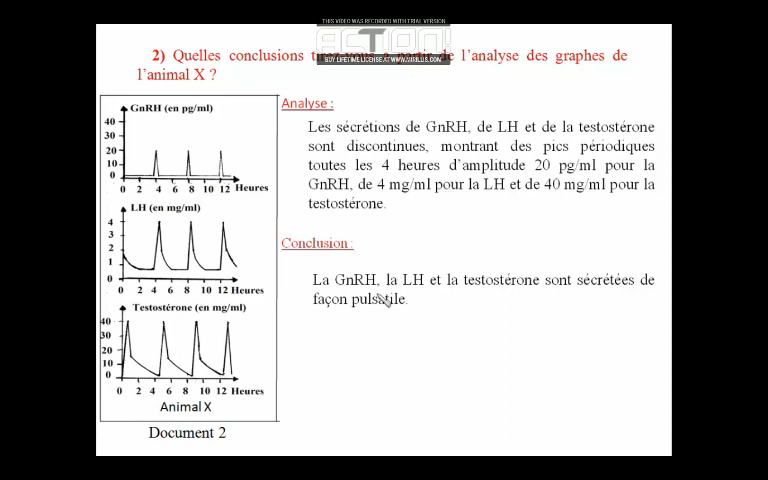 THIS VIDEO WAS RECORDED WITH TRIAL VERSION
ACTION!
BUY LIFETIME LICENSE AT WWW.MIRILLIS.COM
2) Quelles conclusions tirez-vous à partir de l'analyse des graphes de
l'animal X ?
GnRH (en pg/ml)
40
30
20
10
0
0 2 4 6 8 10 12 Heures
LH (en mg/ml)
4
3
2
1
0
0 2 4 6 8 10 12 Heures
Testostérone (en mg/ml)
40
30
20
10
0
0 2 4 6 8 10 12 Heures
Animal X
Document 2
Analyse :
Les sécrétions de GnRH, de LH et de la testostérone
sont discontinues, montrant des pics périodiques
toutes les 4 heures d'amplitude 20 pg/ml pour la
GnRH, de 4 mg/ml pour la LH et de 40 mg/ml pour la
testostérone.
Conclusion :
La GnRH, la LH et la testostérone sont sécrétées de
façon pulsatile.